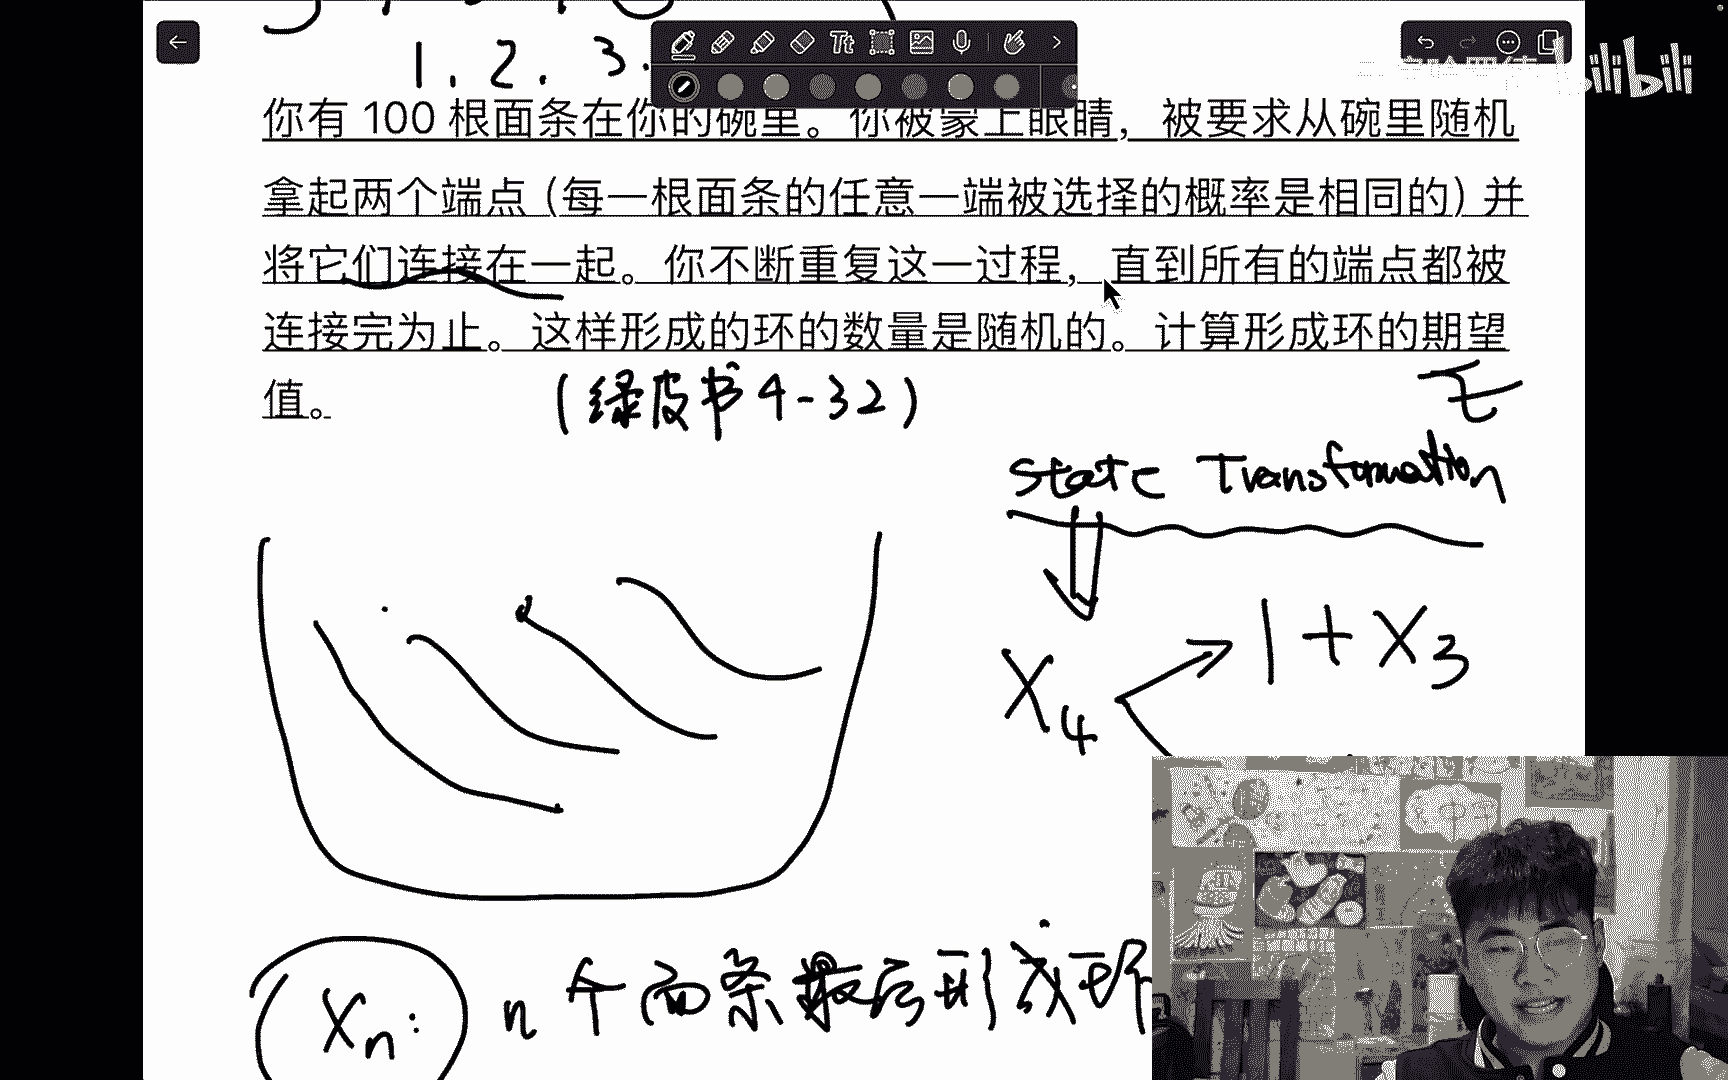 1. 2. 3.
bilibili
你有 100 根面条在你的碗里。你被蒙上眼睛，被要求从碗里随机
拿起两个端点（每一根面条的任意一端被选择的概率是相同的）并
将它们连接在一起。你不断重复这一过程，直到所有的端点都被
连接完为止。这样形成的环的数量是随机的。计算形成环的期望
值。
（绿皮书 4-32）
State Transformation
X4
1 + X3
Xn: n 个面条最后形成环